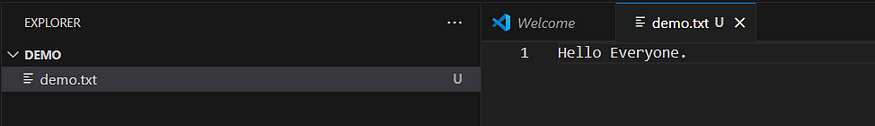 EXPLORER ...
DEMO
demo.txt U
Welcome
demo.txt U
1 Hello Everyone.